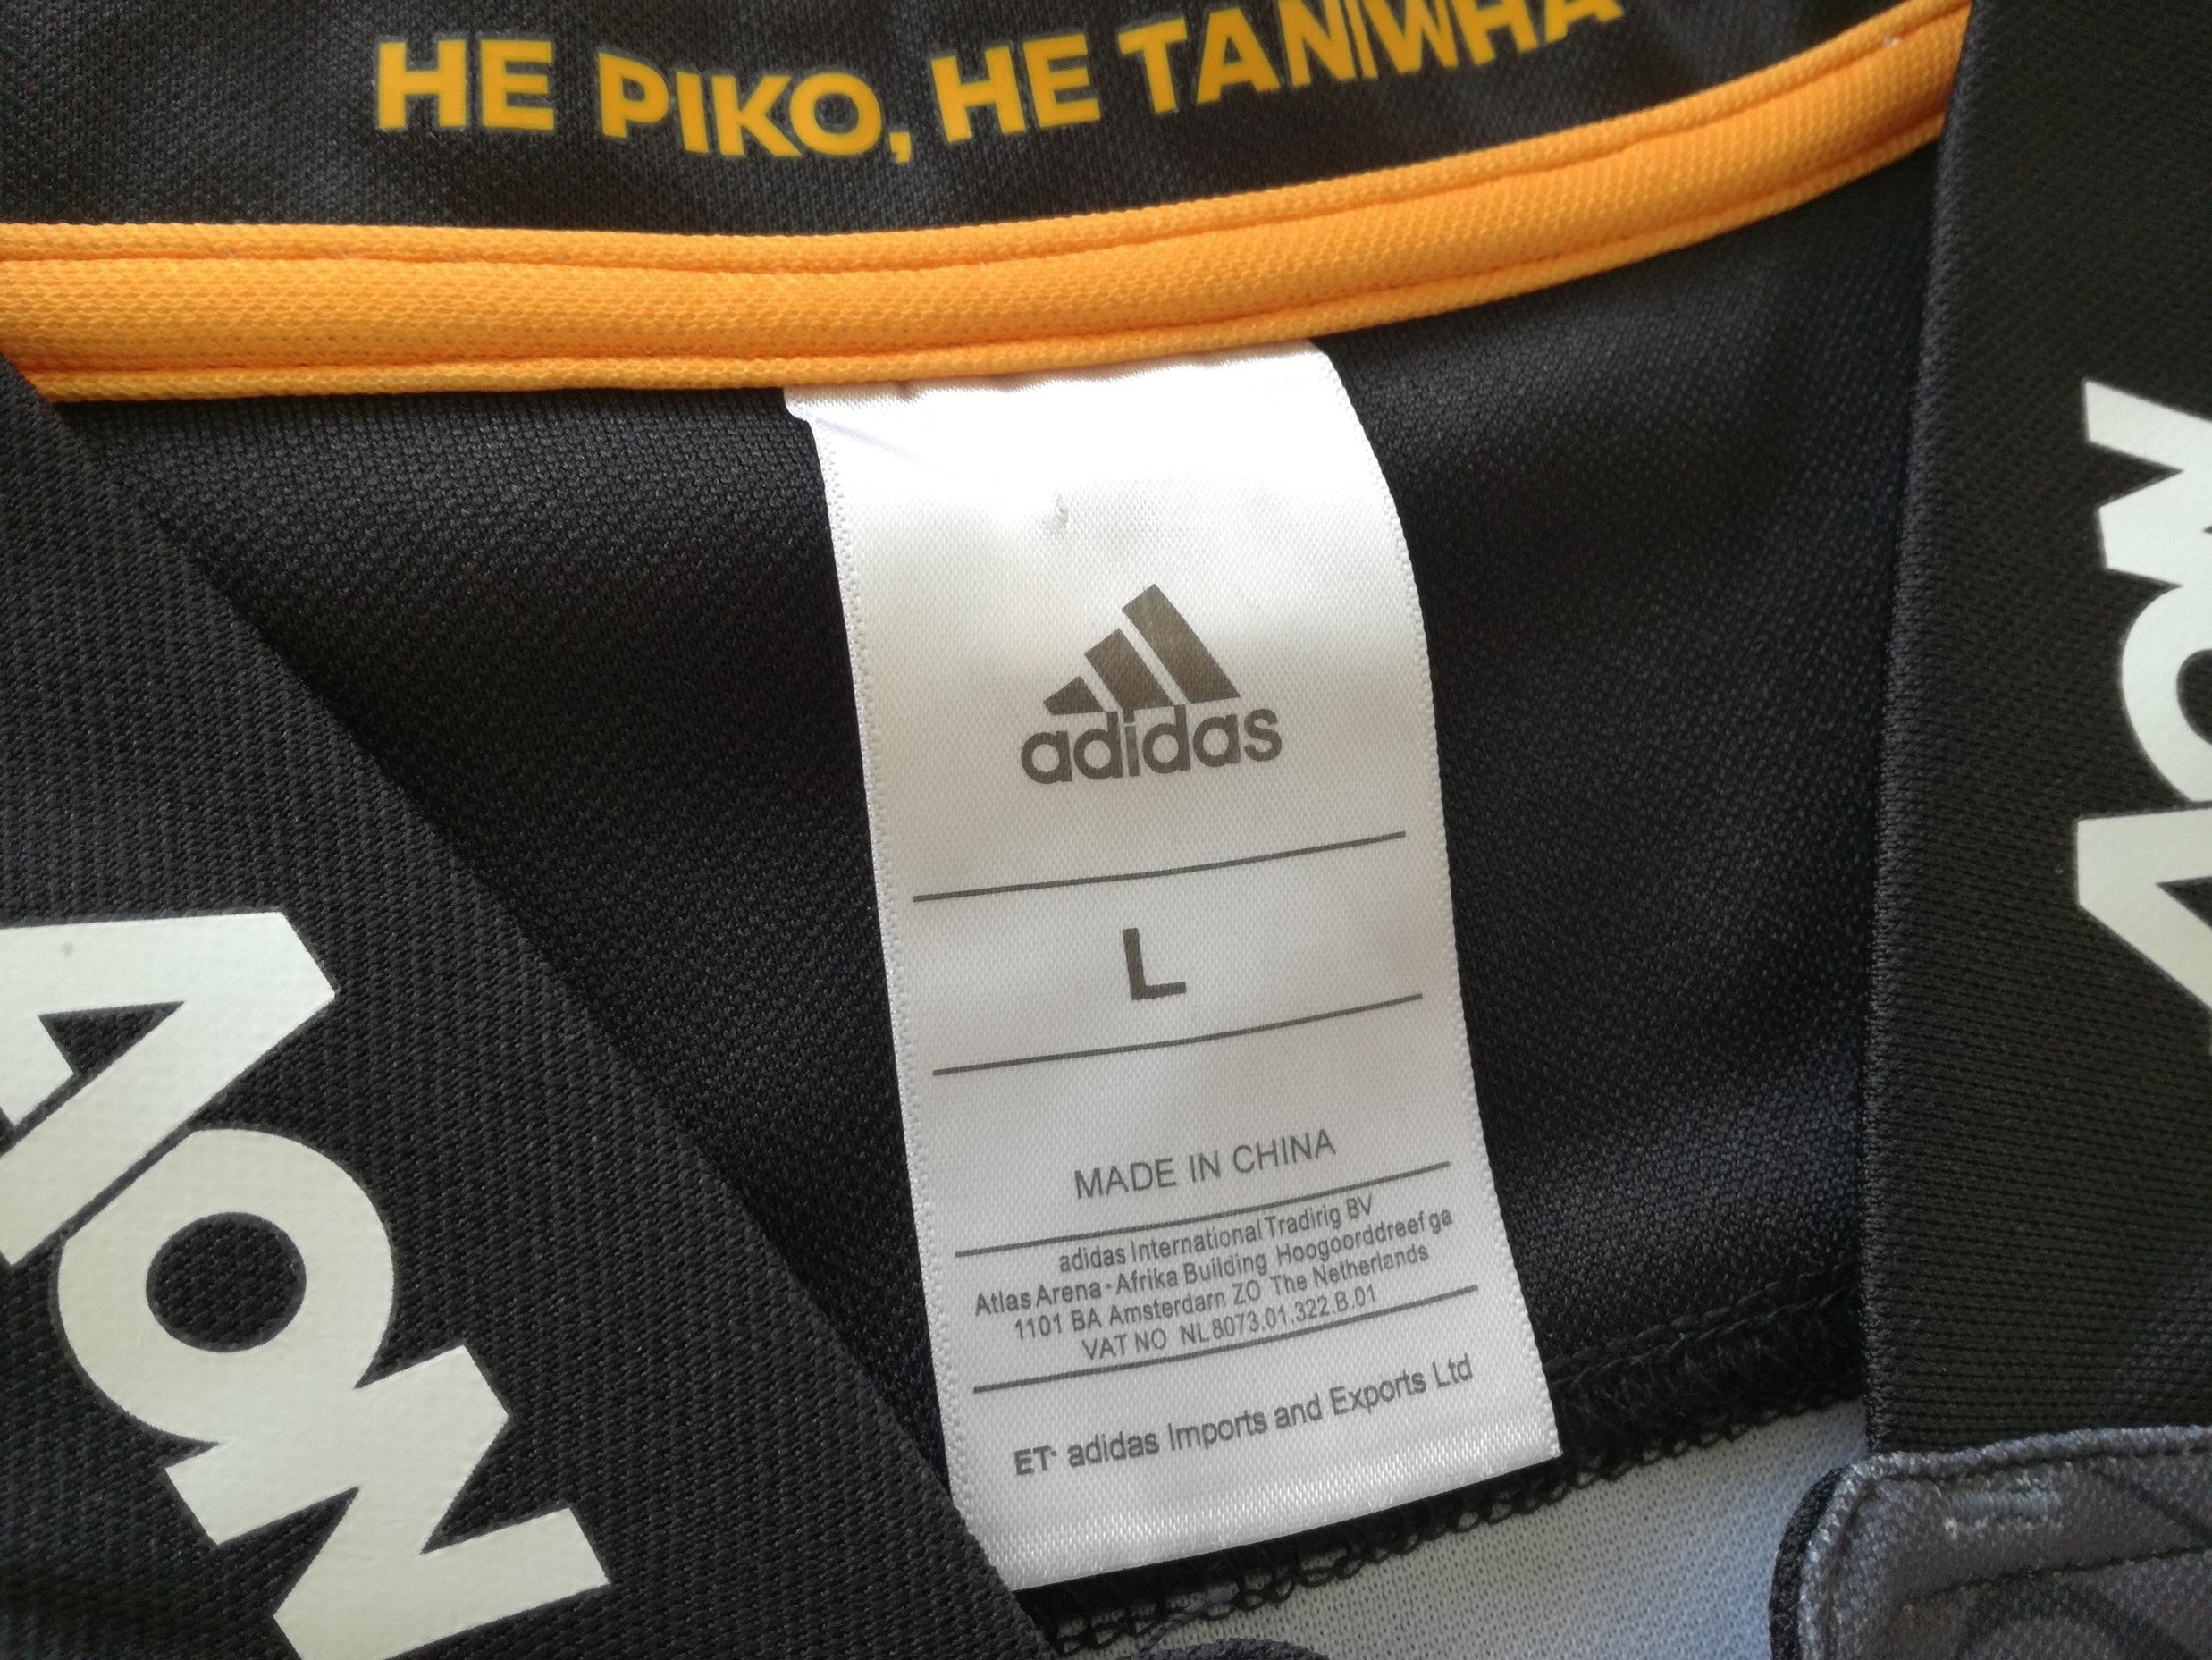 HE PIKO, HE TANIWHA
adidas
L
MADE IN CHINA
adidas International Tradirig BV
Atlas Arena · Afrika Building Hoogoorddreef ga
1101 BA Amsterdarn ZO The Netherlands
VAT NO NL8073.01.322.B.01
ET· adidas Imports and Exports Ltd
AON
AON